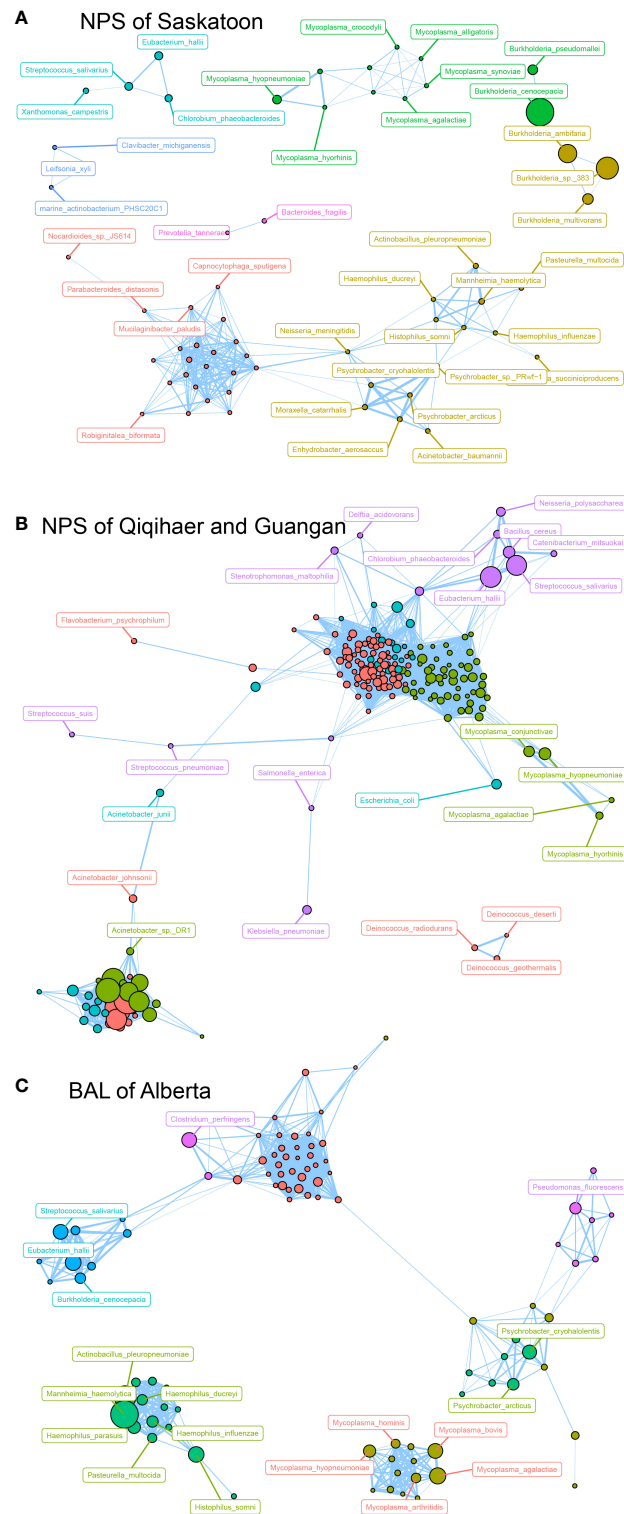 A
NPS of Saskatoon
Eubacterium_hallii
Streptococcus_salivarius
Xanthomonas_campestris
Chlorobium_phaeobacteroides
Mycoplasma_crocodyli
Mycoplasma_alligatoris
Mycoplasma_hyopneumoniae
Mycoplasma_synoviae
Mycoplasma_agalactiae
Mycoplasma_hyorhinis
Burkholderia_pseudomallei
Burkholderia_cenocepacia
Burkholderia_ambifaria
Burkholderia_sp._383
Burkholderia_multivorans
Clavibacter_michiganensis
Leifsonia_xyli
marine_actinobacterium_PHSC20C1
Bacteroides_fragilis
Prevotella_tannerae
Nocardioides_sp._JS614
Capnocytophaga_sputigena
Parabacteroides_distasonis
Mucilaginibacter_paludis
Robiginitalea_biformata
Actinobacillus_pleuropneumoniae
Pasteurella_multocida
Haemophilus_ducreyi
Mannheimia_haemolytica
Neisseria_meningitidis
Histophilus_somni
Haemophilus_influenzae
Psychrobacter_cryohalolentis
Psychrobacter_sp._PRwf−1
a_succiniciproducens
Moraxella_catarrhalis
Psychrobacter_arcticus
Enhydrobacter_aerosaccus
Acinetobacter_baumannii
B
NPS of Qiqihaer and Guangan
Delftia_acidovorans
Neisseria_polysaccharea
Bacillus_cereus
Catenibacterium_mitsuokai
Chlorobium_phaeobacteroides
Stenotrophomonas_maltophilia
Streptococcus_salivarius
Eubacterium_hallii
Flavobacterium_psychrophilum
Streptococcus_suis
Streptococcus_pneumoniae
Mycoplasma_conjunctivae
Salmonella_enterica
Mycoplasma_hyopneumoniae
Escherichia_coli
Acinetobacter_junii
Mycoplasma_agalactiae
Mycoplasma_hyorhinis
Acinetobacter_johnsonii
Acinetobacter_sp._DR1
Klebsiella_pneumoniae
Deinococcus_deserti
Deinococcus_radiodurans
Deinococcus_geothermalis
C
BAL of Alberta
Clostridium_perfringens
Pseudomonas_fluorescens
Streptococcus_salivarius
Eubacterium_hallii
Burkholderia_cenocepacia
Psychrobacter_cryohalolentis
Psychrobacter_arcticus
Actinobacillus_pleuropneumoniae
Mannheimia_haemolytica
Haemophilus_ducreyi
Haemophilus_parasuis
Haemophilus_influenzae
Pasteurella_multocida
Histophilus_somni
Mycoplasma_hominis
Mycoplasma_bovis
Mycoplasma_hyopneumoniae
Mycoplasma_agalactiae
Mycoplasma_arthritidis